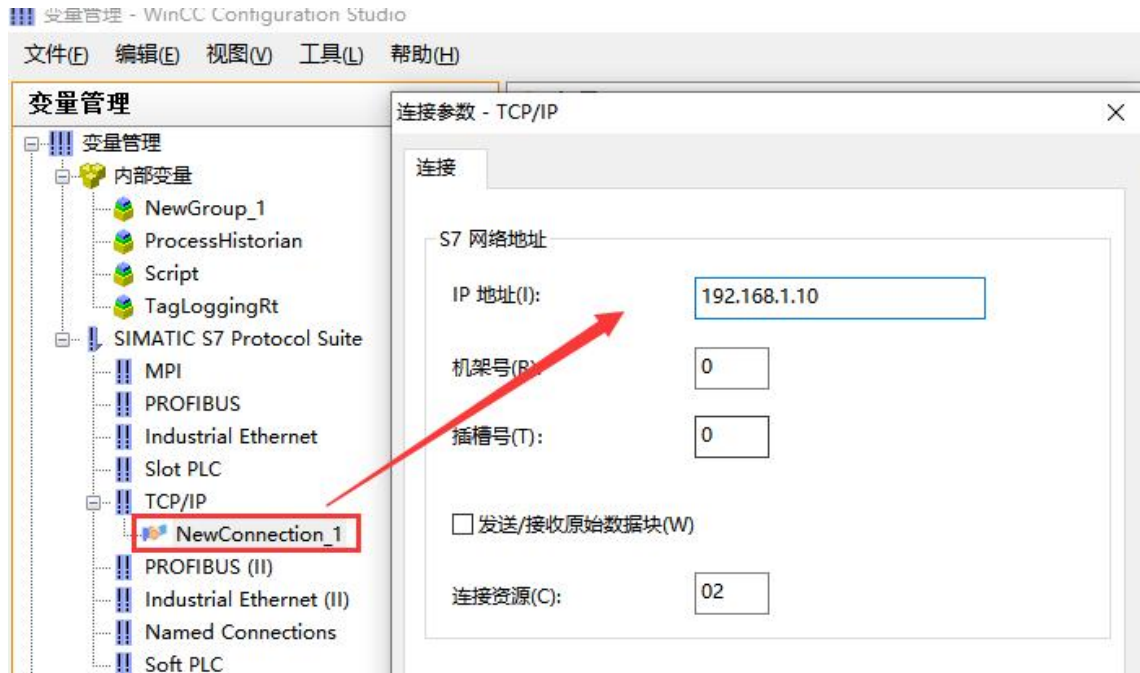 变量管理 - WinCC Configuration Studio
文件(F) 编辑(E) 视图(V) 工具(L) 帮助(H)
变量管理
变量管理
内部变量
NewGroup_1
ProcessHistorian
Script
TagLoggingRt
SIMATIC S7 Protocol Suite
MPI
PROFIBUS
Industrial Ethernet
Slot PLC
TCP/IP
NewConnection_1
PROFIBUS (II)
Industrial Ethernet (II)
Named Connections
Soft PLC
连接参数 - TCP/IP
连接
S7 网络地址
IP 地址(I): 192.168.1.10
机架号(R): 0
插槽号(T): 0
发送/接收原始数据块(W)
连接资源(C): 02